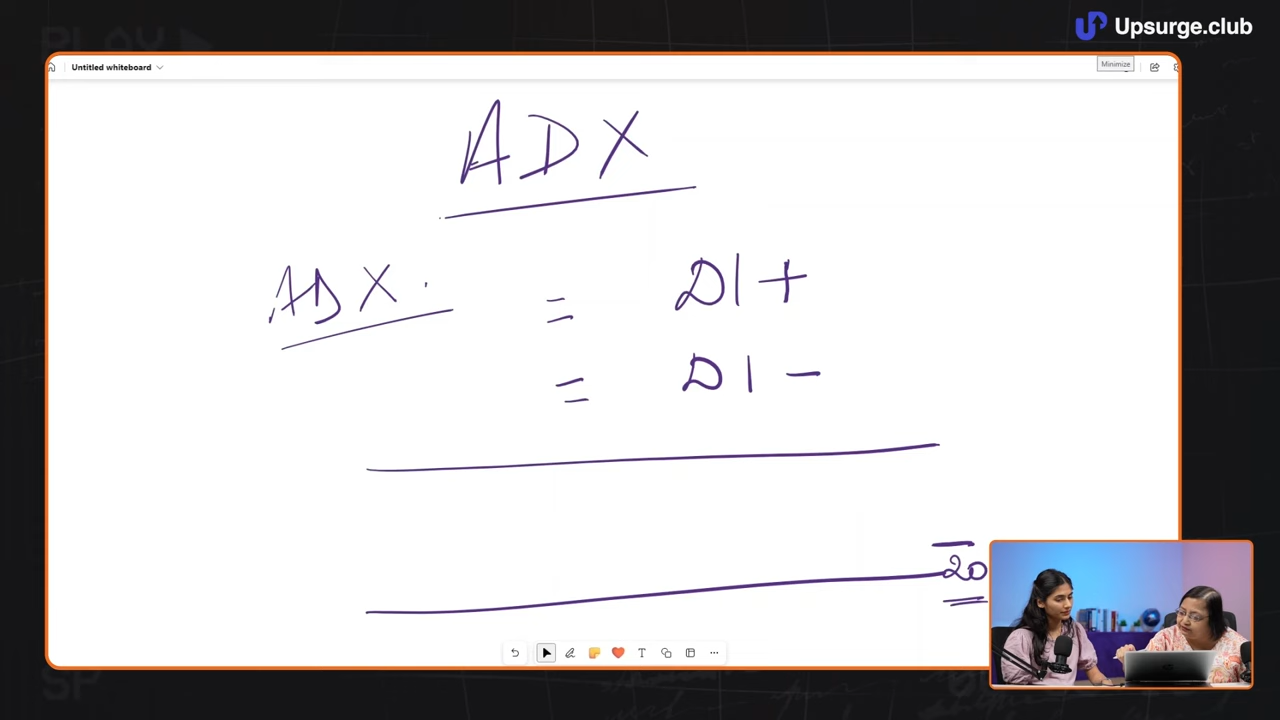 Upsurge.club
Untitled whiteboard
Minimize
ADX
ADX. = DI+
= DI -
20
T